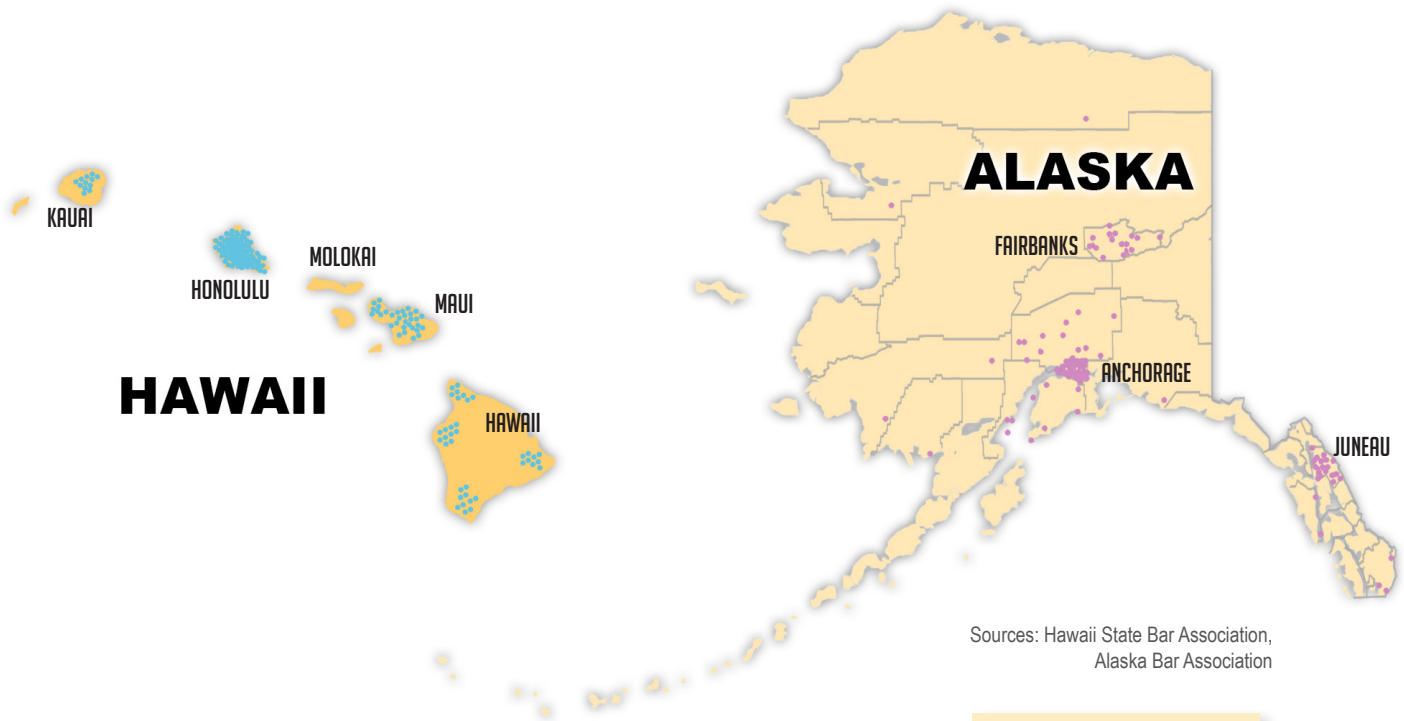 KAUAI
HONOLULU
MOLOKAI
MAUI
HAWAII
HAWAII
ALASKA
FAIRBANKS
ANCHORAGE
JUNEAU
Sources: Hawaii State Bar Association,
Alaska Bar Association